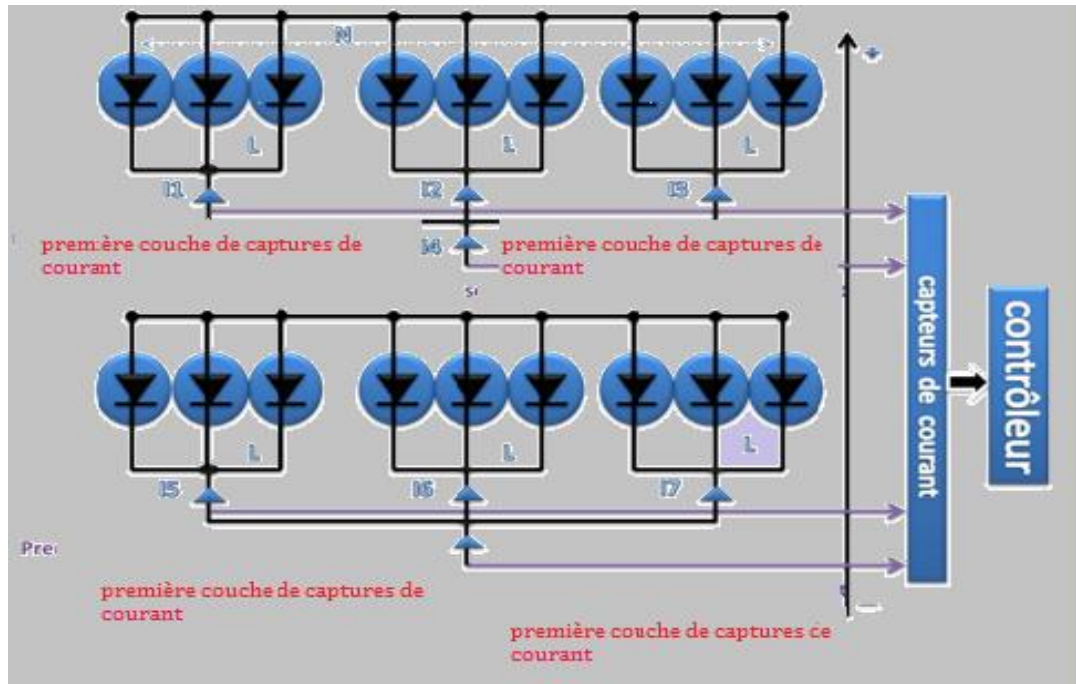 N
+
L
L
L
I1
I2
I3
première couche de captures de
courant
I4
première couche de captures de
courant
capteurs de courant
contrôleur
L
L
L
I5
I6
I7
première couche de captures de
courant
première couche de captures de
courant
—